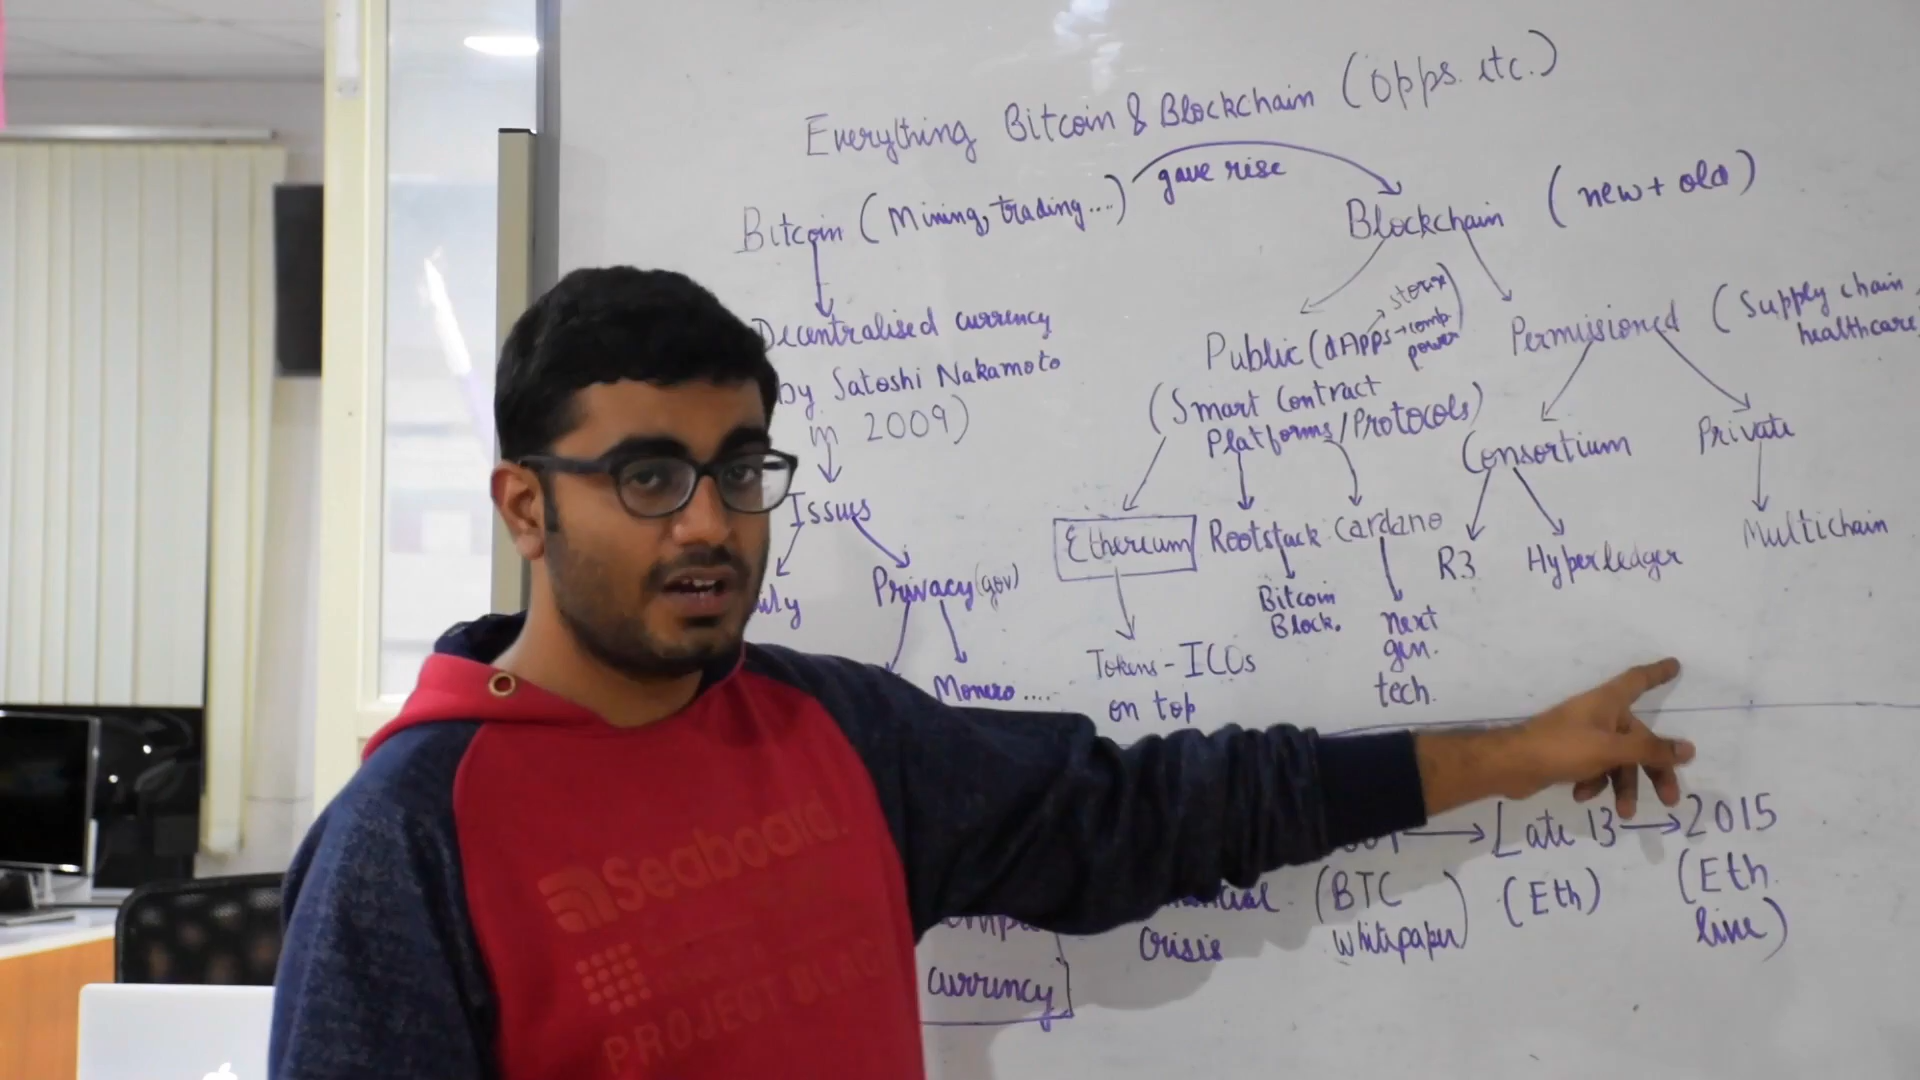 Everything Bitcoin & Blockchain (opps. etc.)
gave rise
Bitcoin (Mining, trading....)
Blockchain (new + old)
Decentralised currency
by Satoshi Nakamoto
in 2009)
Issues
Privacy (gov)
Monero ....
Public (dApps → comp. power
storx)
(Smart Contract
Platforms/Protocols)
Ethereum
Rootstack
Cardano
Tokens - ICOs
on top
Bitcoin
Block.
next
gen.
tech.
Permissioned (Supply chain,
healthcare
Consortium
Private
R3
Hyperledger
Multichain
→ Late 13 → 2015
Crisis
(BTC
whitepaper)
(Eth)
(Eth.
live)
currency
Seaboard.
PROJECT